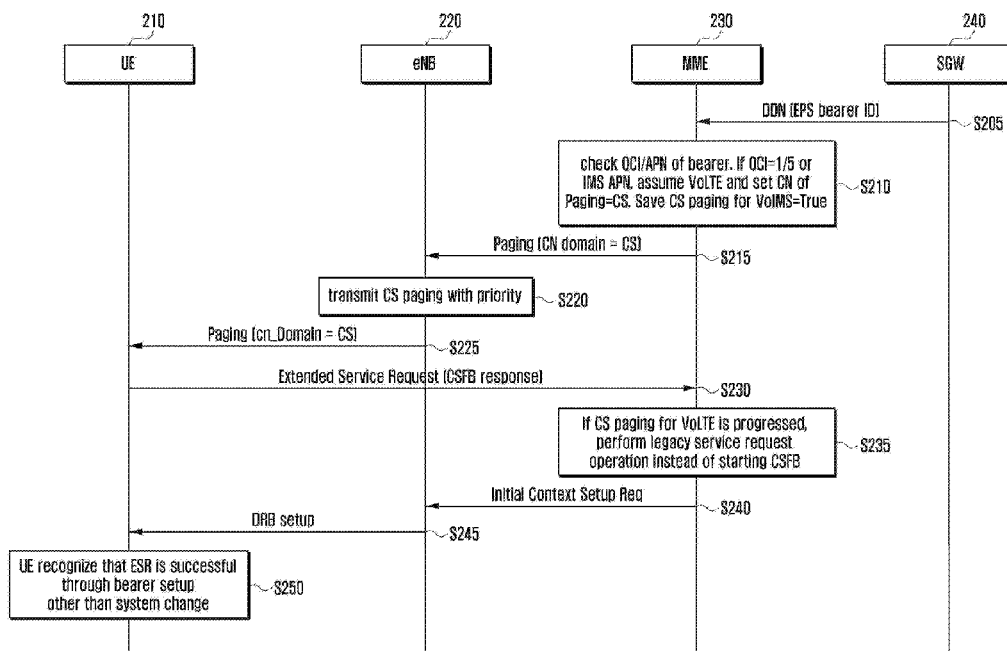 210
220
230
240
UE
eNB
MME
SGW
DDN (EPS bearer ID)
S205
check QCI/APN of bearer. If QCI=1/5 or
IMS APN, assume VoLTE and set CN of
Paging=CS. Save CS paging for VoIMS=True
S210
Paging (CN domain = CS)
S215
transmit CS paging with priority
S220
Paging (cn_Domain = CS)
S225
Extended Service Request (CSFB response)
S230
If CS paging for VoLTE is progressed,
perform legacy service request
operation instead of starting CSFB
S235
Initial Context Setup Req
S240
DRB setup
S245
UE recognize that ESR is successful
through bearer setup
other than system change
S250